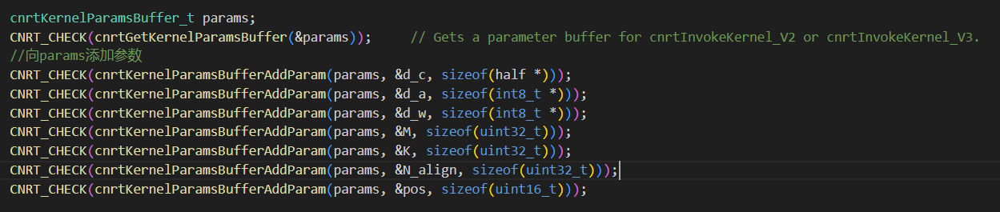 cnrtKernelParamsBuffer_t params;
CNRT_CHECK(cnrtGetKernelParamsBuffer(&params));     // Gets a parameter buffer for cnrtInvokeKernel_V2 or cnrtInvokeKernel_V3.
//向params添加参数
CNRT_CHECK(cnrtKernelParamsBufferAddParam(params, &d_c, sizeof(half *)));
CNRT_CHECK(cnrtKernelParamsBufferAddParam(params, &d_a, sizeof(int8_t *)));
CNRT_CHECK(cnrtKernelParamsBufferAddParam(params, &d_w, sizeof(int8_t *)));
CNRT_CHECK(cnrtKernelParamsBufferAddParam(params, &M, sizeof(uint32_t)));
CNRT_CHECK(cnrtKernelParamsBufferAddParam(params, &K, sizeof(uint32_t)));
CNRT_CHECK(cnrtKernelParamsBufferAddParam(params, &N_align, sizeof(uint32_t)));
CNRT_CHECK(cnrtKernelParamsBufferAddParam(params, &pos, sizeof(uint16_t)));